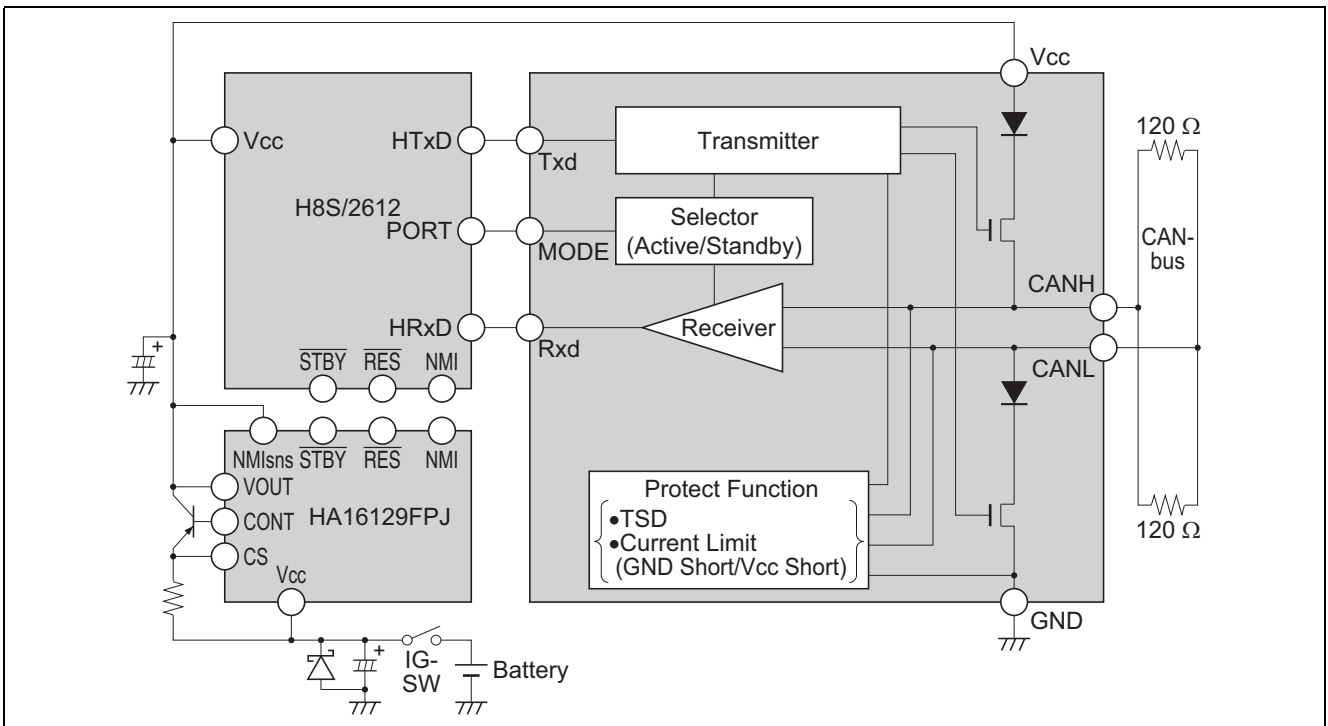 Vcc
Vcc
HTxD
Txd
Transmitter
120 Ω
H8S/2612
PORT
MODE
Selector
(Active/Standby)
CAN-
bus
CANH
HRxD
Rxd
Receiver
CANL
STBY
RES
NMI
+
NMIsns
STBY
RES
NMI
VOUT
CONT
HA16129FPJ
CS
Vcc
Protect Function
•TSD
•Current Limit
(GND Short/Vcc Short)
120 Ω
GND
+
IG-
SW
Battery